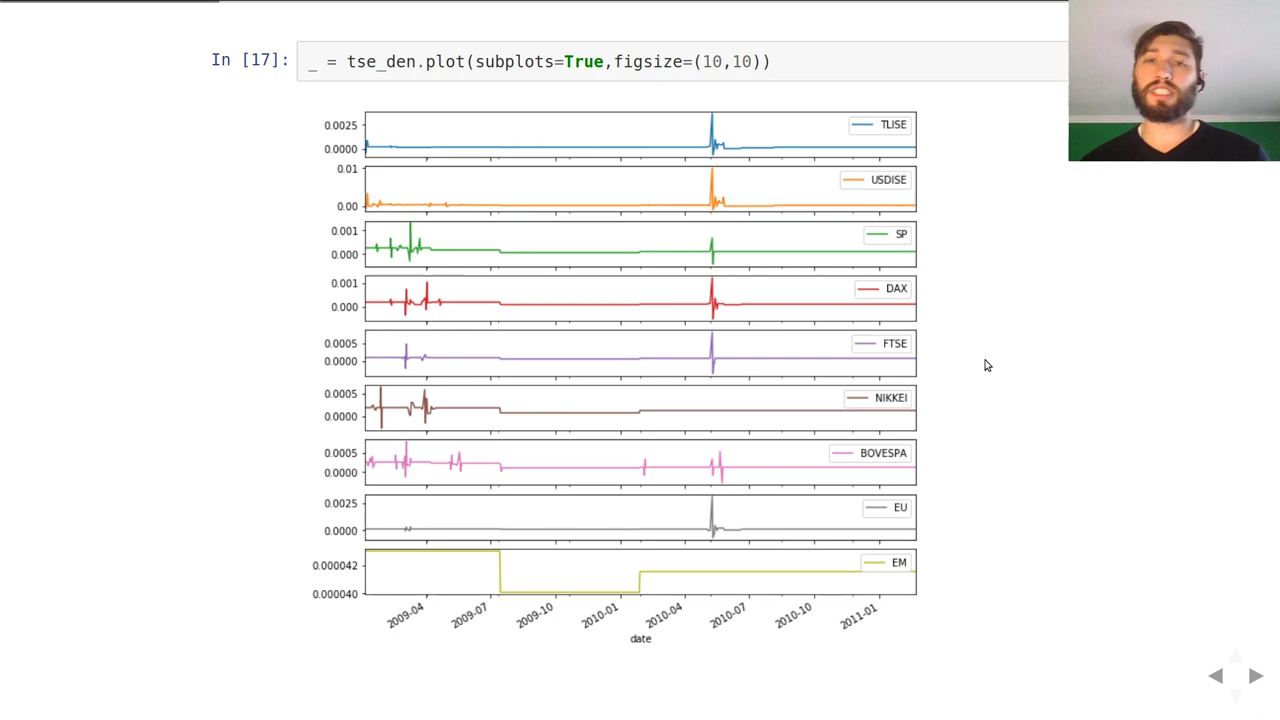 In [17]: _ = tse_den.plot(subplots=True,figsize=(10,10))
0.0025
0.0000
TLISE
0.01
0.00
USDISE
0.001
0.000
SP
0.001
0.000
DAX
0.0005
0.0000
FTSE
0.0005
0.0000
NIKKEI
0.0005
0.0000
BOVESPA
0.0025
0.0000
EU
0.000042
0.000040
EM
2009-04 2009-07 2009-10 2010-01 2010-04 2010-07 2010-10 2011-01
date